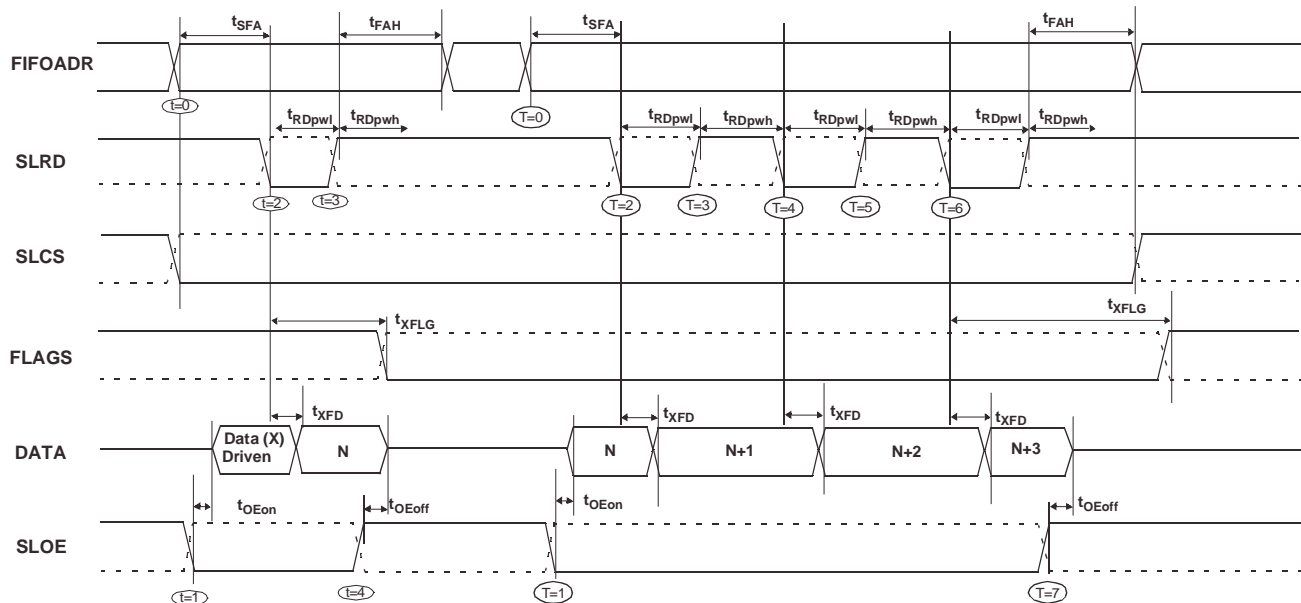 tSFA tFAH tSFA tFAH
FIFOADR
t=0 T=0
tRDpwl tRDpwh tRDpwl tRDpwh tRDpwl tRDpwh tRDpwl tRDpwh
SLRD
t=2 t=3 T=2 T=3 T=4 T=5 T=6
SLCS
tXFLG tXFLG
FLAGS
tXFD tXFD tXFD tXFD
DATA
Data (X)
Driven
N N N+1 N+2 N+3
tOEon tOEoff tOEon tOEoff
SLOE
t=1 t=4 T=1 T=7